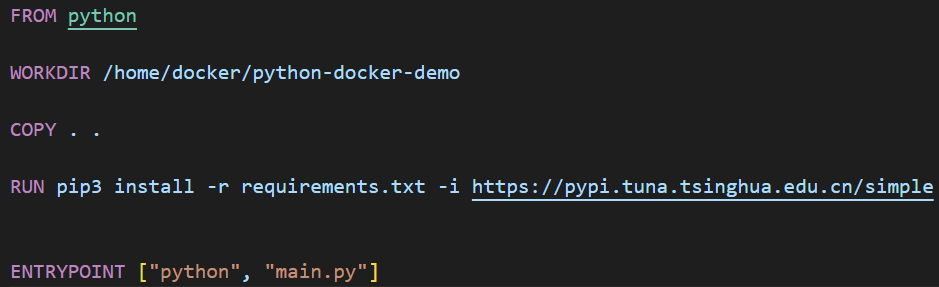 FROM python
WORKDIR /home/docker/python-docker-demo
COPY . .
RUN pip3 install -r requirements.txt -i https://pypi.tuna.tsinghua.edu.cn/simple
ENTRYPOINT ["python", "main.py"]